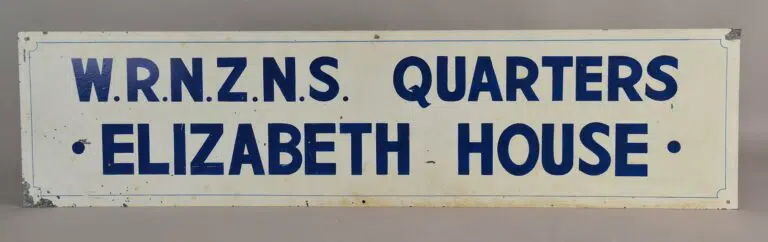 W.R.N.Z.N.S. QUARTERS
· ELIZABETH HOUSE ·